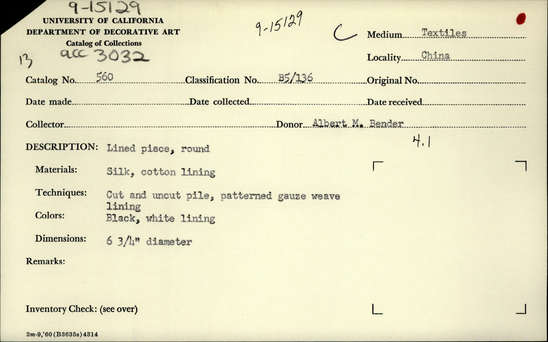 9-15129
UNIVERSITY OF CALIFORNIA
DEPARTMENT OF DECORATIVE ART
Catalog of Collections
13 acc 3032
9-15129
C
Medium Textiles
Locality China
Catalog No. 560 Classification No. B5/136 Original No.
Date made Date collected Date received
Collector Donor Albert M. Bender
4.1
DESCRIPTION: Lined piece, round
Materials: Silk, cotton lining
Techniques: Cut and uncut pile, patterned gauze weave
lining
Colors: Black, white lining
Dimensions: 6 3/4" diameter
Remarks:
Inventory Check: (see over)
2m-9,'60(B3635s)4314